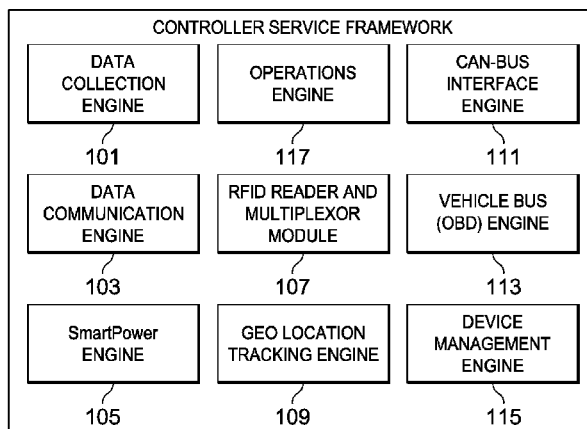 CONTROLLER SERVICE FRAMEWORK
DATA
COLLECTION
ENGINE
101
OPERATIONS
ENGINE
117
CAN-BUS
INTERFACE
ENGINE
111
DATA
COMMUNICATION
ENGINE
103
RFID READER AND
MULTIPLEXOR
MODULE
107
VEHICLE BUS
(OBD) ENGINE
113
SmartPower
ENGINE
105
GEO LOCATION
TRACKING ENGINE
109
DEVICE
MANAGEMENT
ENGINE
115